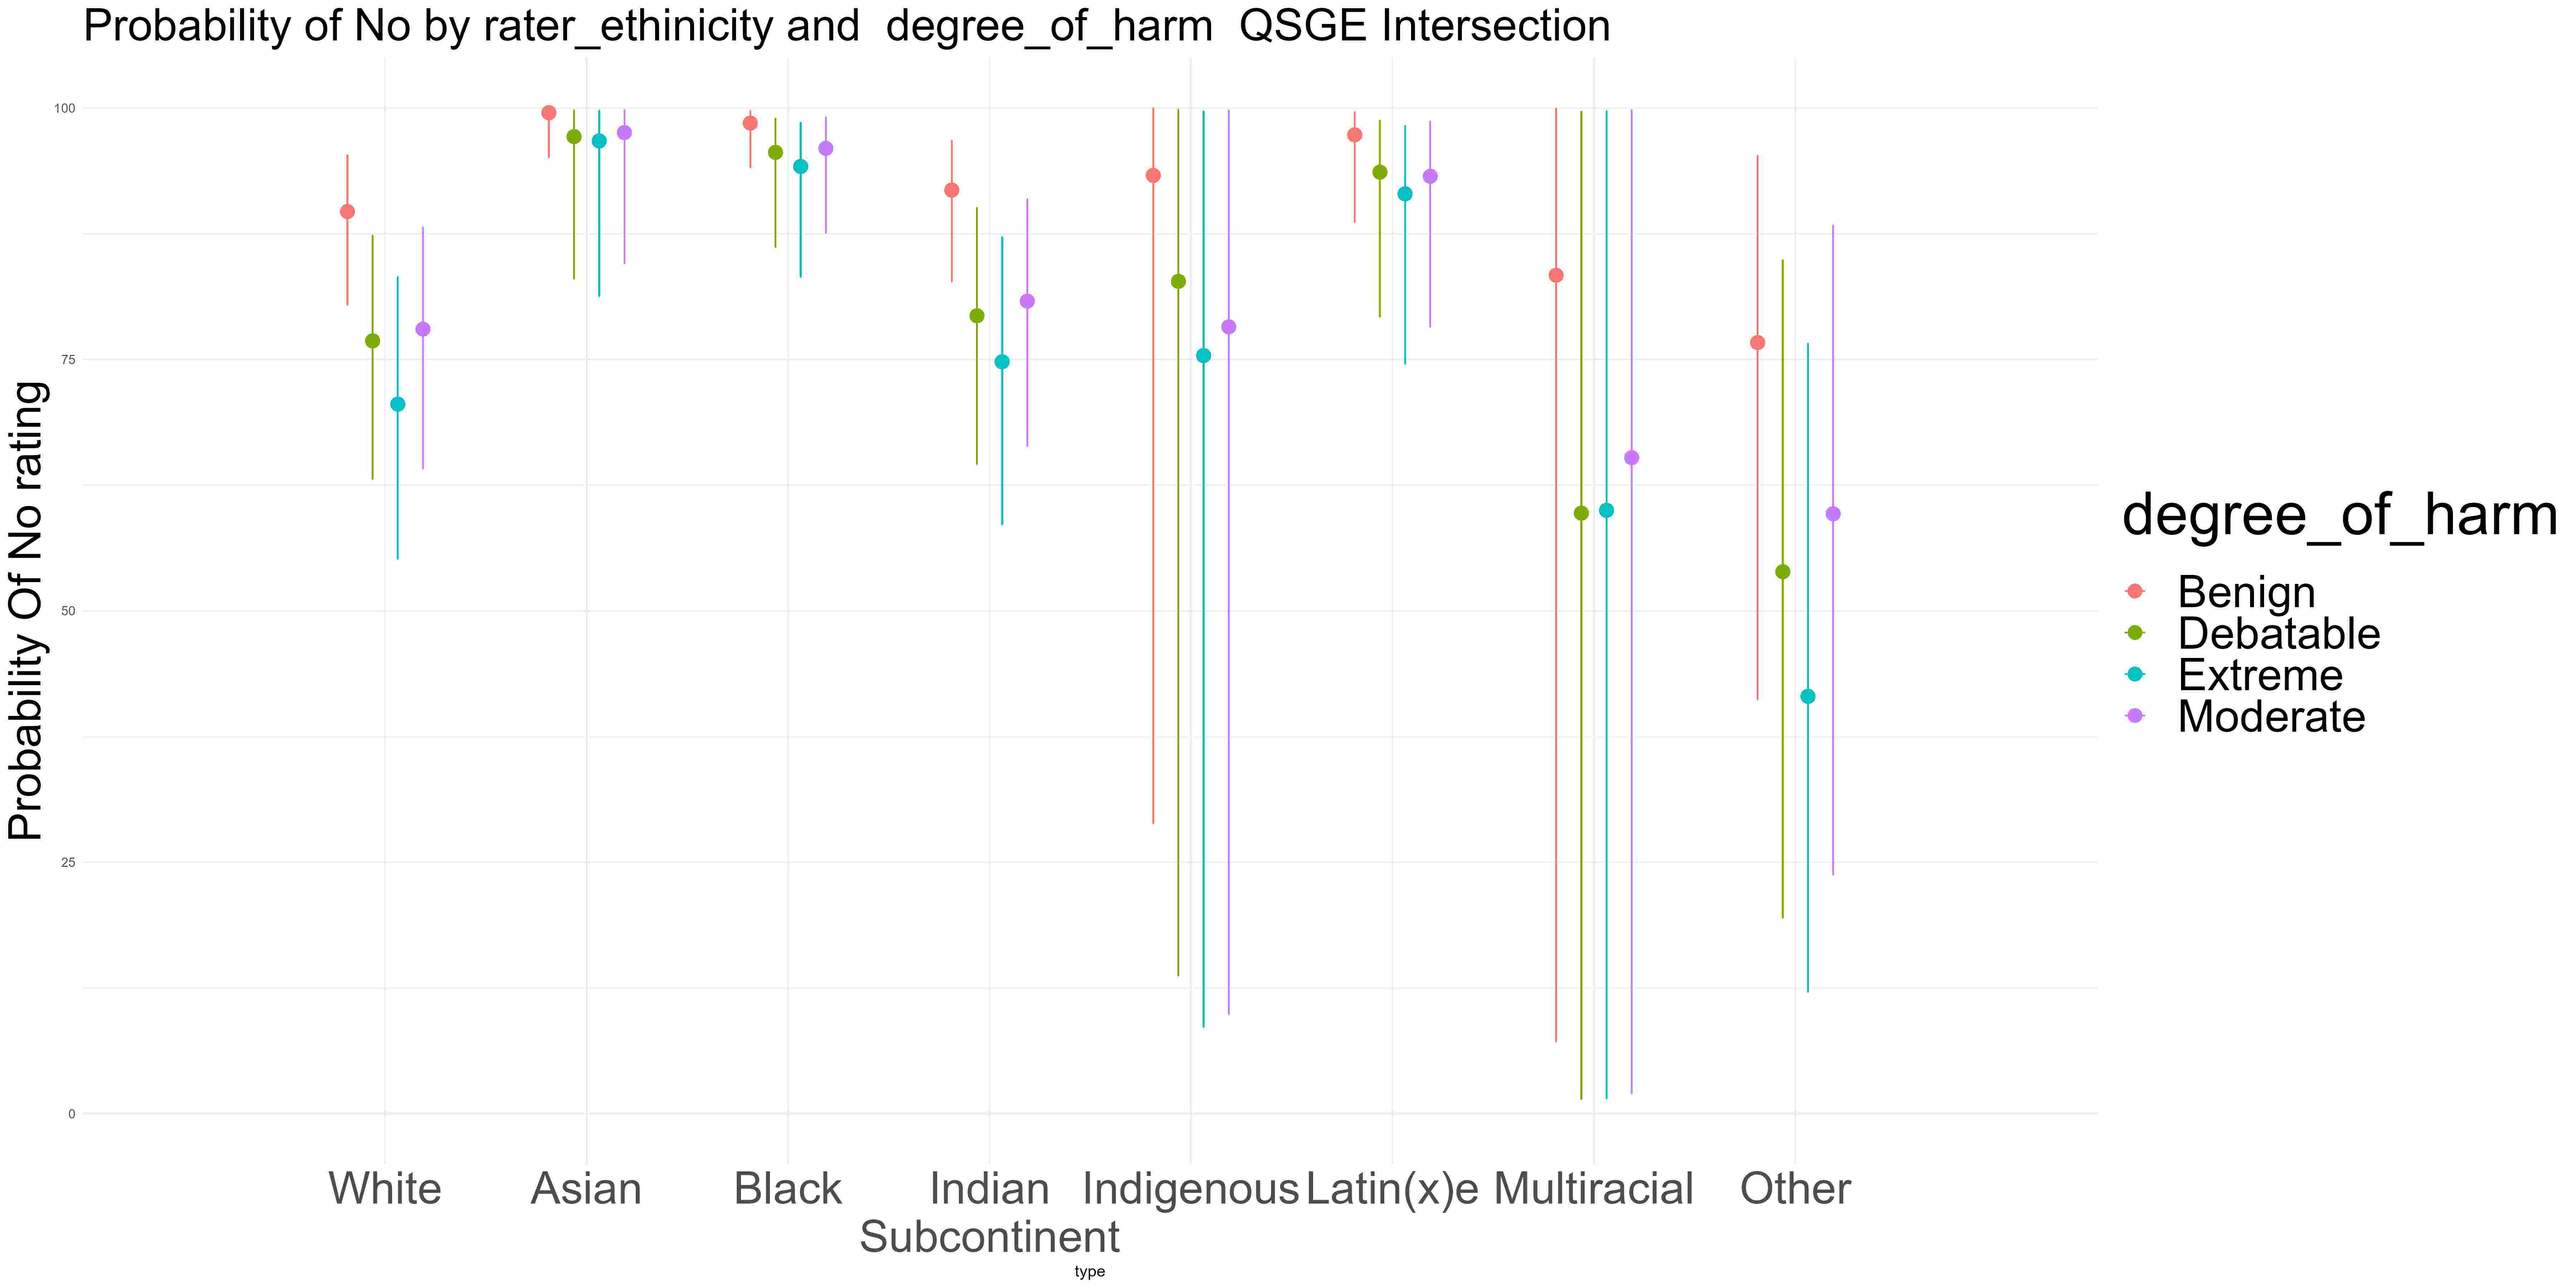 Probability of No by rater_ethinicity and  degree_of_harm  QSGE Intersection
Probability Of No rating
100
75
50
25
0
White
Asian
Black
Indian
Subcontinent
Indigenous
Latin(x)e
Multiracial
Other
type
degree_of_harm
Benign
Debatable
Extreme
Moderate